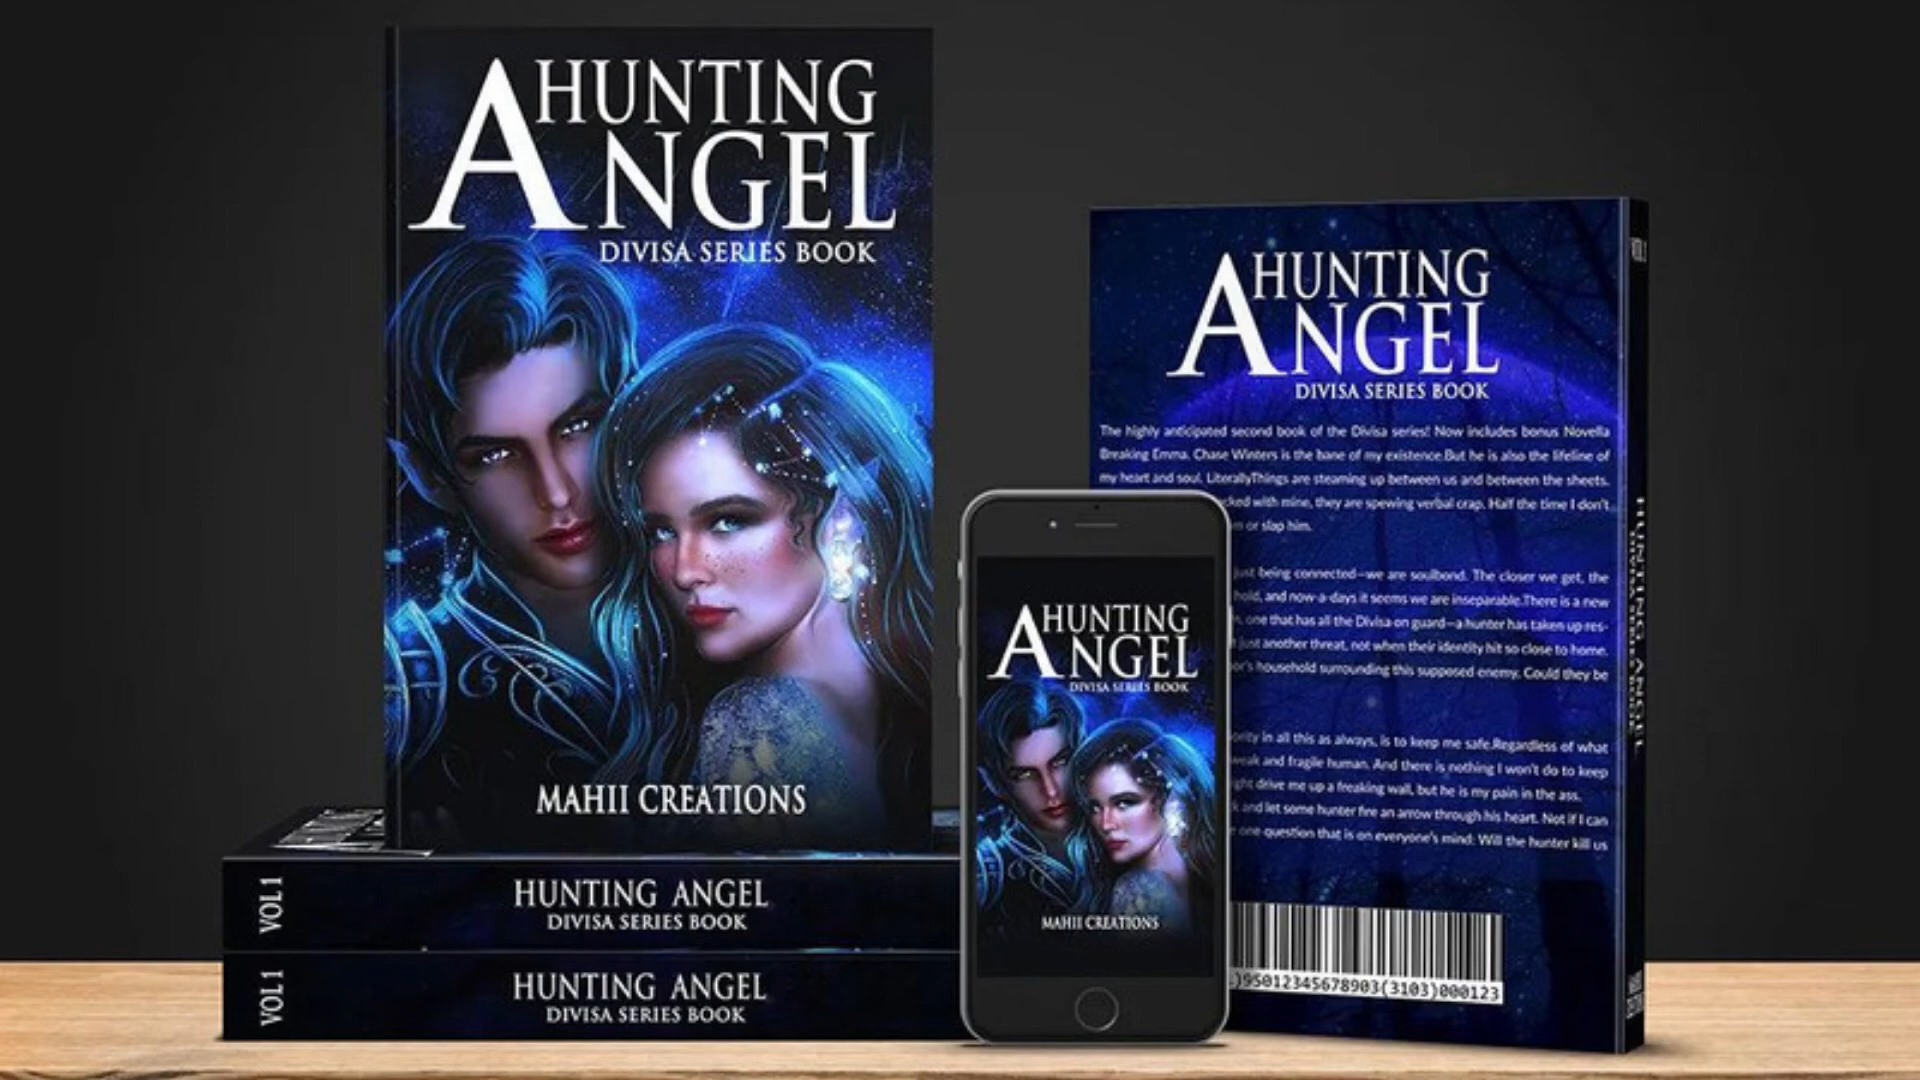 HUNTING
ANGEL
DIVISA SERIES BOOK
MAHII CREATIONS
VOL 1
HUNTING ANGEL
DIVISA SERIES BOOK
VOL 1
HUNTING ANGEL
DIVISA SERIES BOOK
HUNTING
ANGEL
DIVISA SERIES BOOK
MAHII CREATIONS
HUNTING
ANGEL
DIVISA SERIES BOOK
The highly anticipated second book of the Divisa series! Now includes bonus Novella
Breaking Emma. Chase Winters is the bane of my existence.But he is also the lifeline of
my heart and soul. LiterallyThings are steaming up between us and between the sheets.
with mine, they are spewing verbal crap. Half the time I don't
or slap him.
just being connected—we are soulbond. The closer we get, the
hold, and now-a-days it seems we are inseparable.There is a new
one that has all the Divisa on guard—a hunter has taken up res-
just another threat, not when their identity hit so close to home.
household surrounding this supposed enemy. Could they be
in all this as always, is to keep me safe.Regardless of what
weak and fragile human. And there is nothing I won't do to keep
drive me up a freaking wall, but he is my pain in the ass.
and let some hunter fire an arrow through his heart. Not if I can
one question that is on everyone's mind: Will the hunter kill us
)95012345678903(3103)000123
VOL 1
HUNTING ANGEL
DIVISA SERIES BOOK